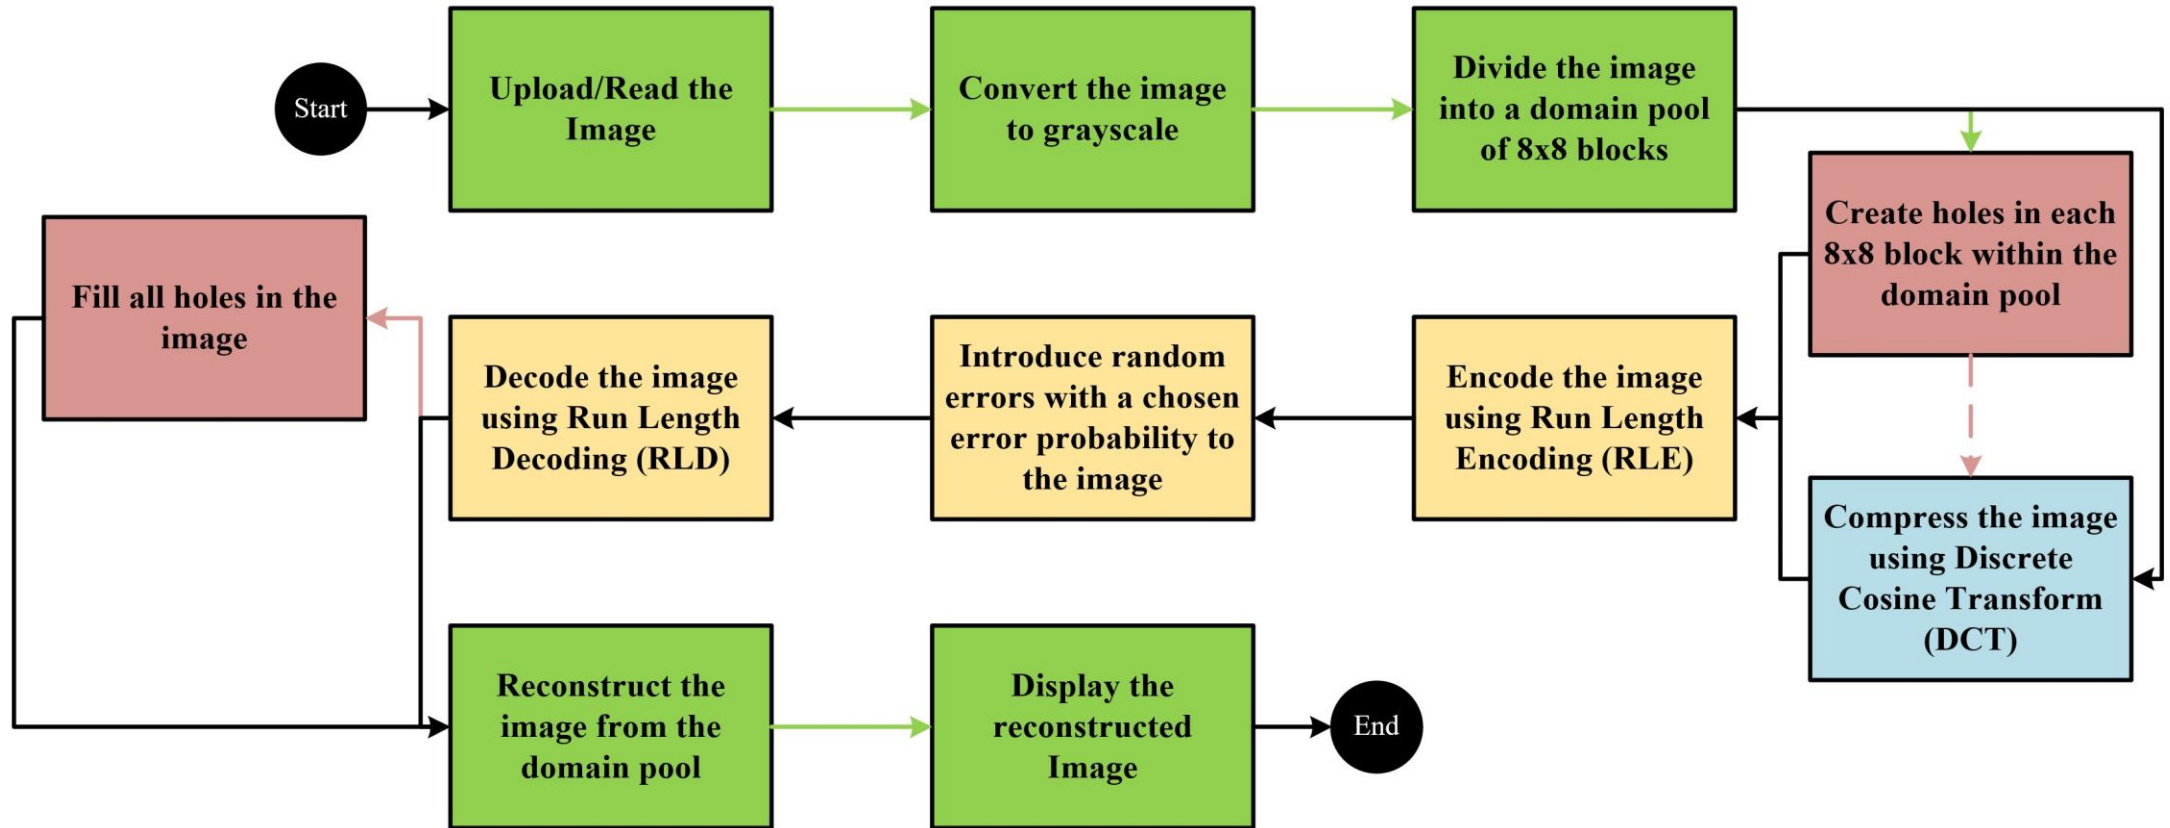 Start
Upload/Read the
Image
Convert the image
to grayscale
Divide the image
into a domain pool
of 8x8 blocks
Create holes in each
8x8 block within the
domain pool
Compress the image
using Discrete
Cosine Transform
(DCT)
Encode the image
using Run Length
Encoding (RLE)
Introduce random
errors with a chosen
error probability to
the image
Decode the image
using Run Length
Decoding (RLD)
Fill all holes in the
image
Reconstruct the
image from the
domain pool
Display the
reconstructed
Image
End